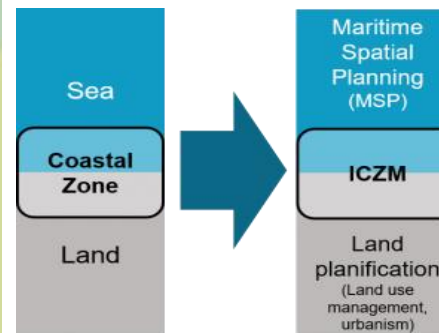 Sea
Coastal
Zone
Land
Maritime
Spatial
Planning
(MSP)
ICZM
Land
planification
(Land use
management,
urbanism)